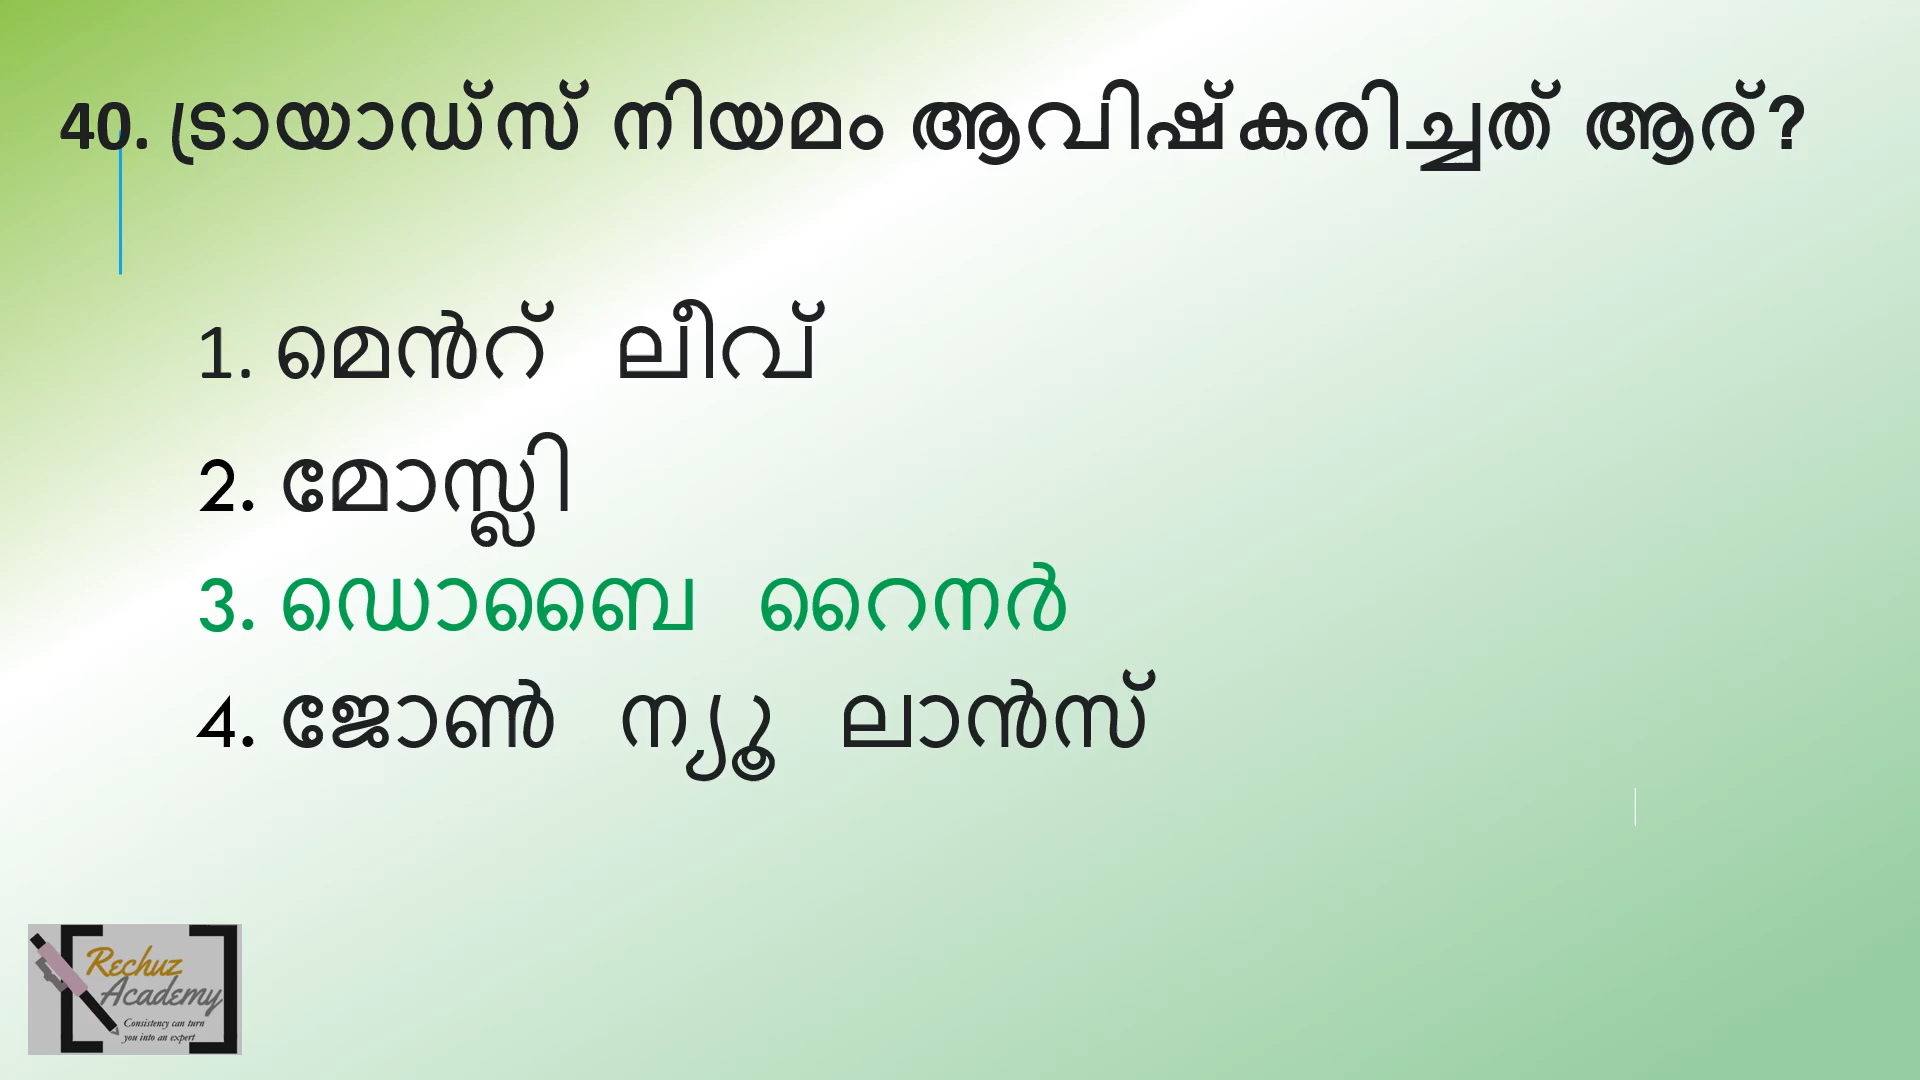 40. ട്രായാഡ്സ് നിയമം ആവിഷ്കരിച്ചത് ആര്?
1. മെൻറ് ലീവ്
2. മോസ്ലി
3. ഡൊബൈ റൈനർ
4. ജോൺ ന്യൂ ലാൻസ്
Rechuz
Academy
Consistency can turn
you into an expert